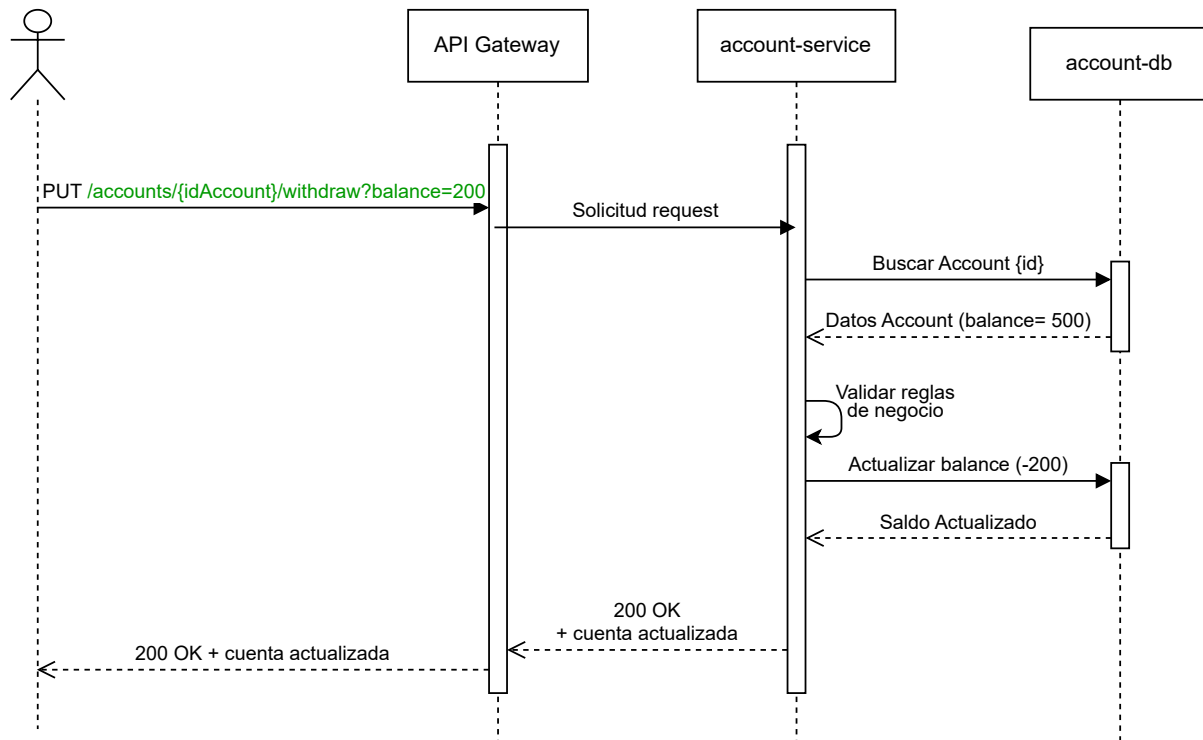 API Gateway
account-service
account-db
PUT /accounts/{idAccount}/withdraw?balance=200
Solicitud request
Buscar Account {id}
Datos Account (balance= 500)
Validar reglas
de negocio
Actualizar balance (-200)
Saldo Actualizado
200 OK
+ cuenta actualizada
200 OK + cuenta actualizada